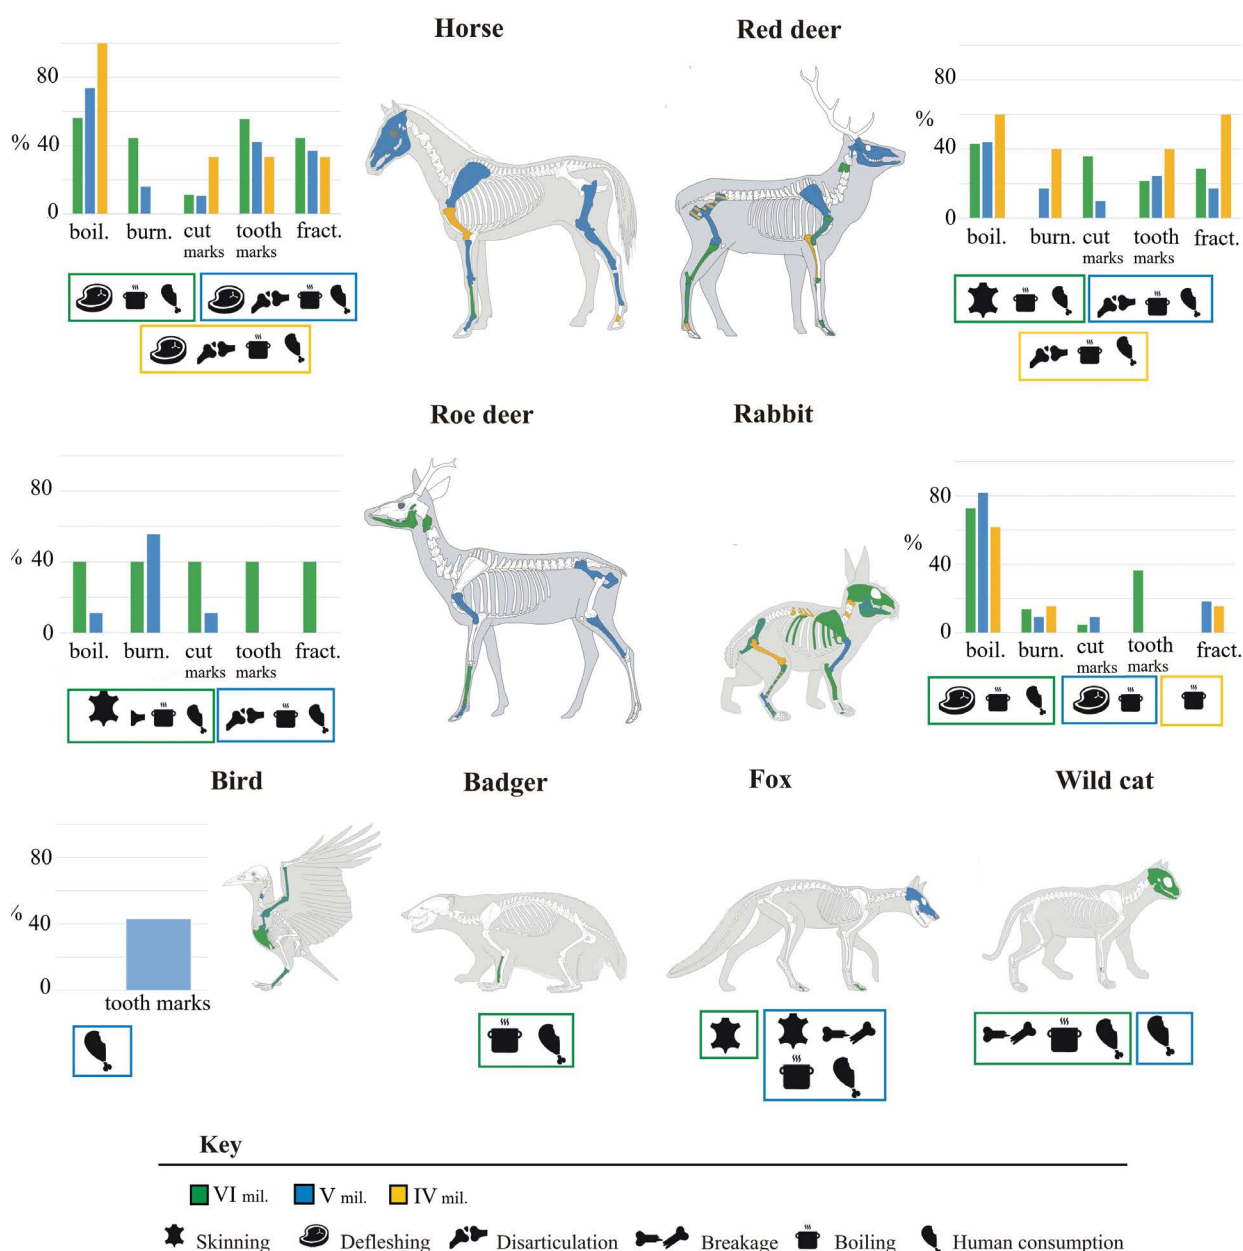 Horse
Red deer
80
%
40
0
boil. burn. cut marks tooth marks fract.
80
%
40
0
boil. burn. cut marks tooth marks fract.
Roe deer
Rabbit
80
%
40
0
boil. burn. cut marks tooth marks fract.
80
%
40
0
boil. burn. cut marks tooth marks fract.
Bird
Badger
Fox
Wild cat
80
%
40
0
tooth marks
Key
VI mil. V mil. IV mil.
Skinning Defleshing Disarticulation Breakage Boiling Human consumption